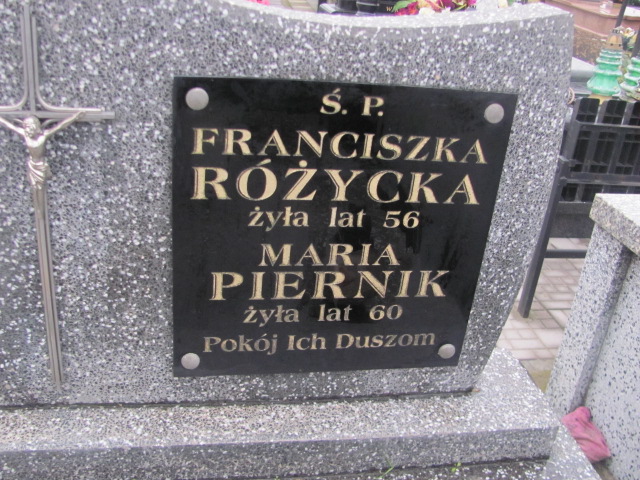 Ś. P.
FRANCISZKA
RÓŻYCKA
żyła lat 56
MARIA
PIERNIK
żyła lat 60
Pokój Ich Duszom